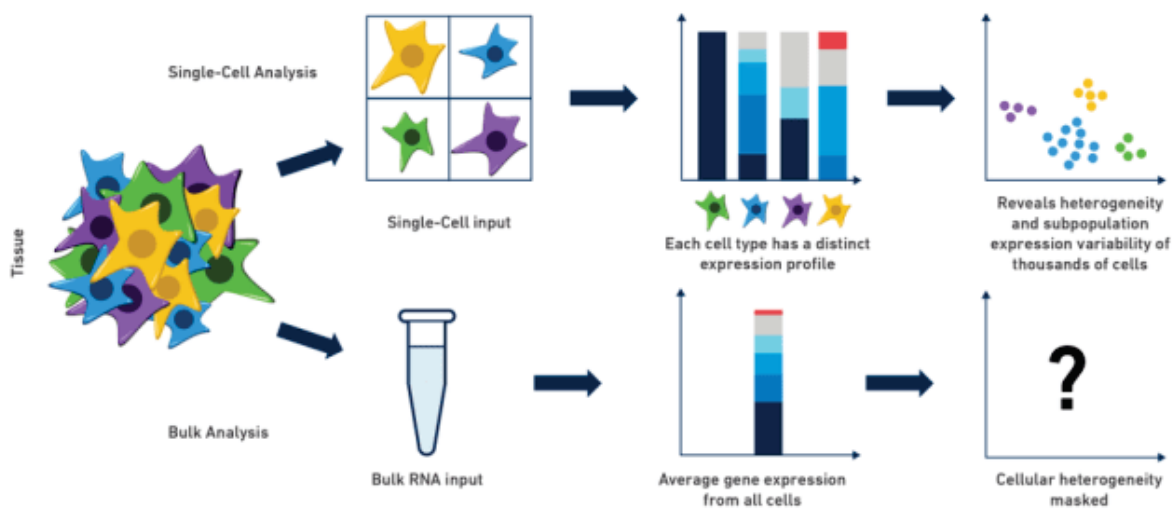 Tissue
Single-Cell Analysis
Single-Cell input
Each cell type has a distinct
expression profile
Reveals heterogeneity
and subpopulation
expression variability of
thousands of cells
Bulk Analysis
Bulk RNA input
Average gene expression
from all cells
?
Cellular heterogeneity
masked